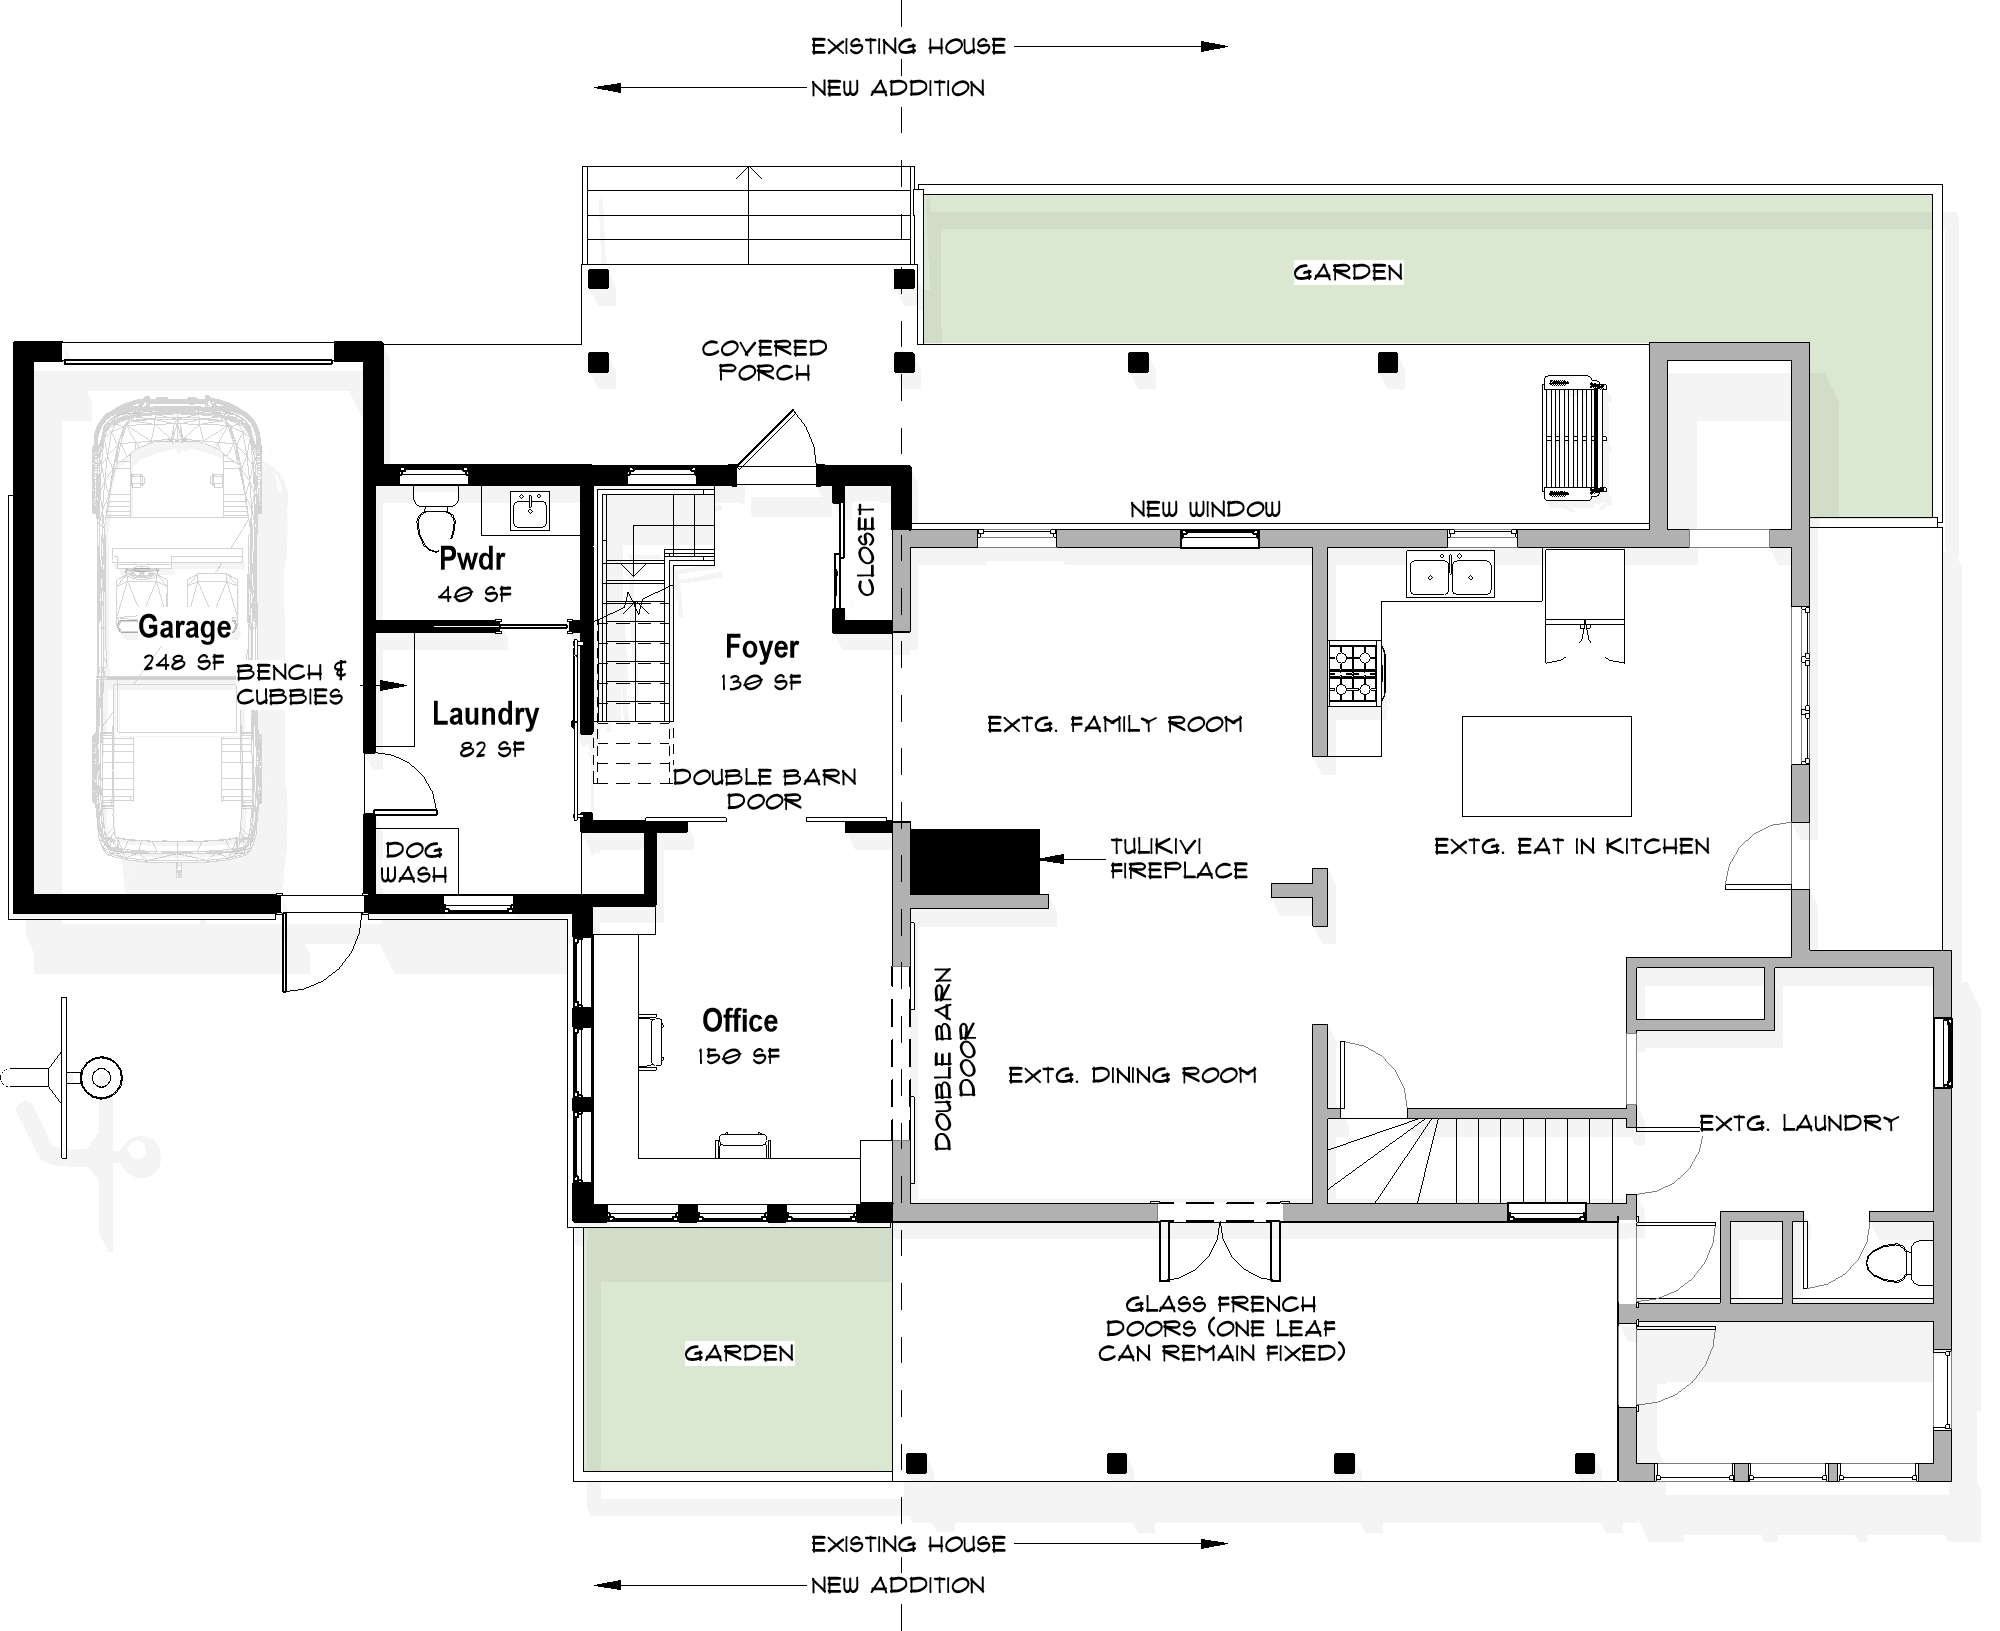 EXISTING HOUSE
NEW ADDITION
GARDEN
COVERED
PORCH
NEW WINDOW
CLOSET
Pwdr
40 SF
Garage
248 SF
BENCH &
CUBBIES
Foyer
130 SF
Laundry
82 SF
EXTG. FAMILY ROOM
DOUBLE BARN
DOOR
DOG
WASH
TULIKIVI
FIREPLACE
EXTG. EAT IN KITCHEN
Office
150 SF
DOUBLE BARN
DOOR
EXTG. DINING ROOM
EXTG. LAUNDRY
GLASS FRENCH
DOORS (ONE LEAF
CAN REMAIN FIXED)
GARDEN
EXISTING HOUSE
NEW ADDITION